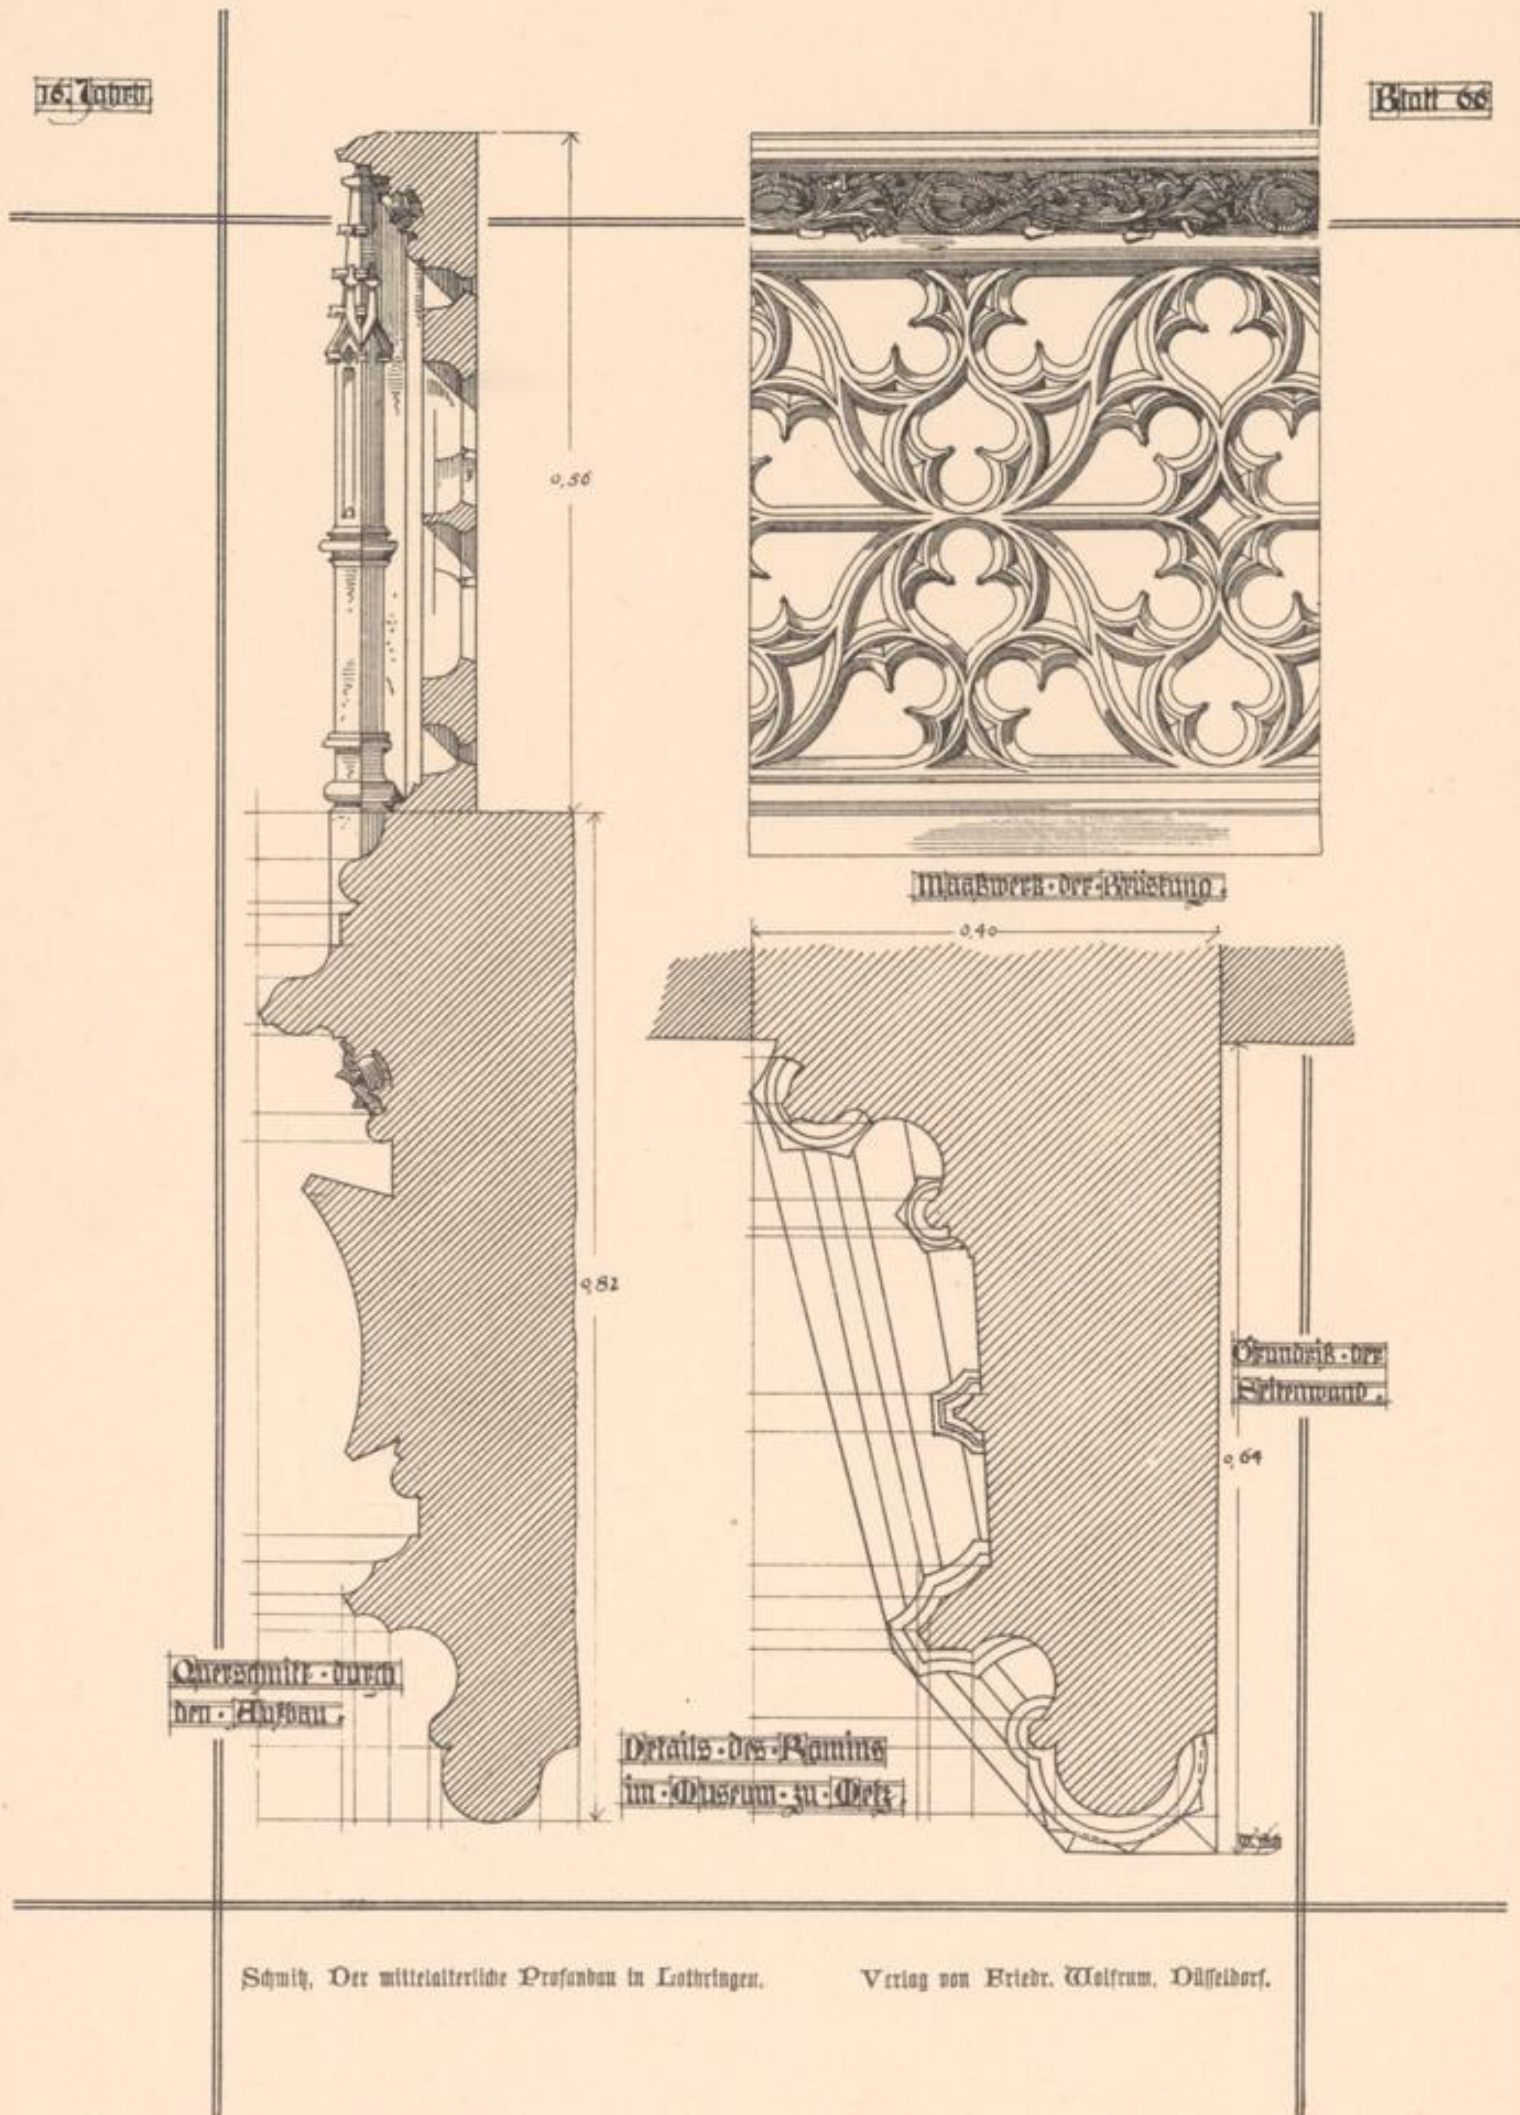 16. Jahrh.
Blatt 66
0,56
Maaßwerk · der · Brüstung .
0,40
0,82
Grundriß · der
Seitenwand .
0,64
Querschnitt · durch
den · Aufbau .
Details · des · Kamins
im · Museum · zu · Metz .
Schmitz, Der mittelalterliche Profanbau in Lothringen.
Verlag von Friedr. Wolfrum, Düsseldorf.